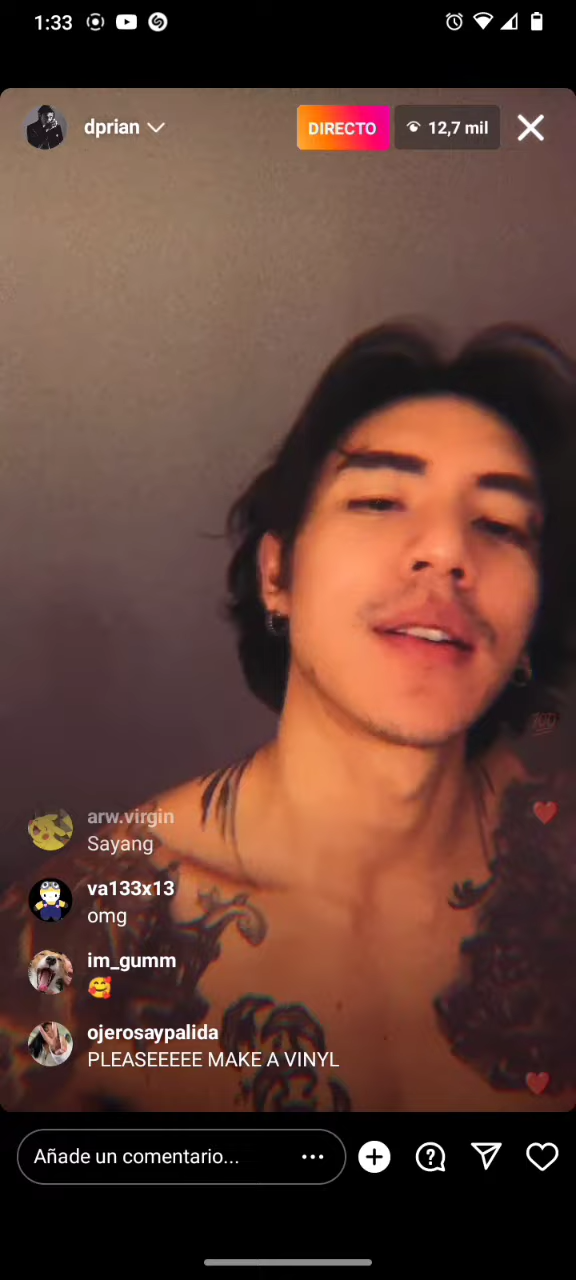 1:33
dprian
DIRECTO
12,7 mil
arw.virgin
Sayang
va133x13
omg
im_gumm
🥰
ojerosaypalida
PLEASEEEEE MAKE A VINYL
Añade un comentario...